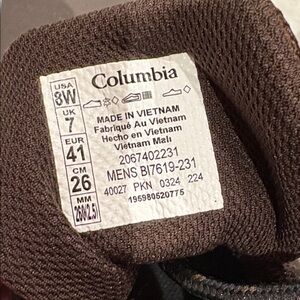 USA
8W
UK
7
EUR
41
CM
26
MM
260(2.5)
Columbia
MADE IN VIETNAM
Fabriqué Au Vietnam
Hecho en Vietnam
Vietnam Malı
2067402231
MENS BI7619-231
40027 PKN 0324 224
195980520775